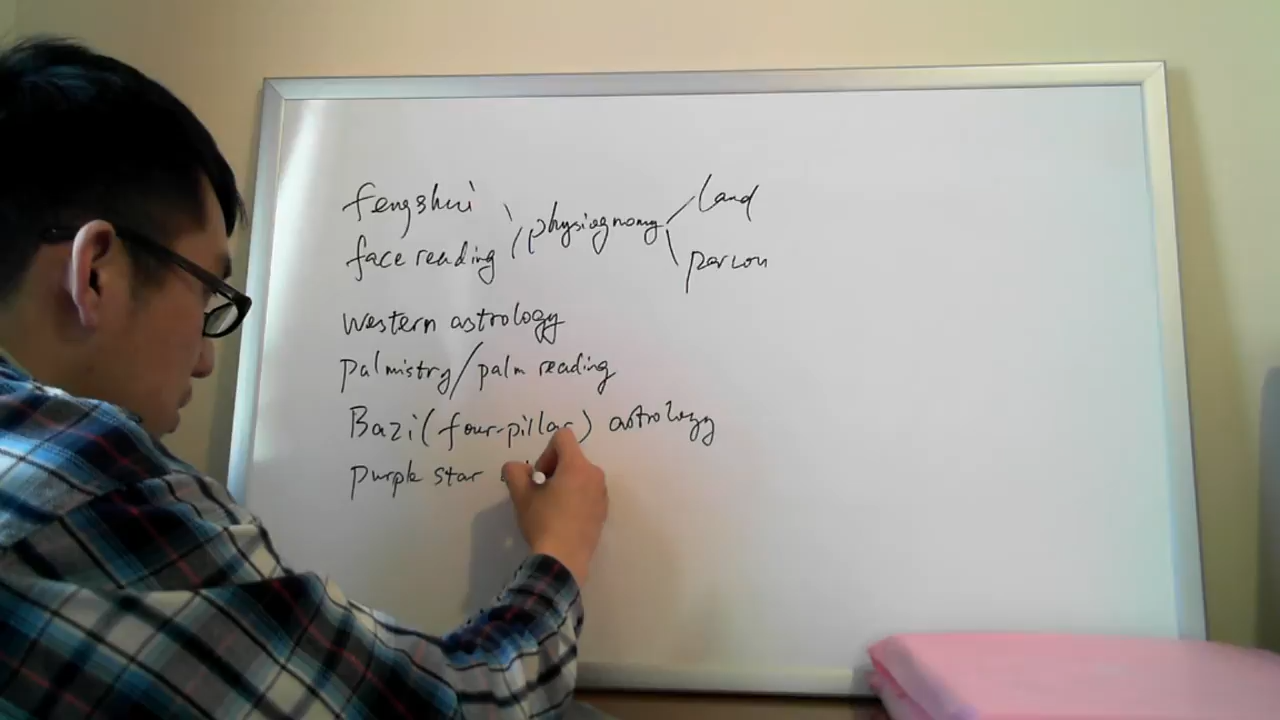 fengshui
face reading
physiognomy
land
person
western astrology
palmistry/palm reading
Bazi (four-pillar) astrology
purple star